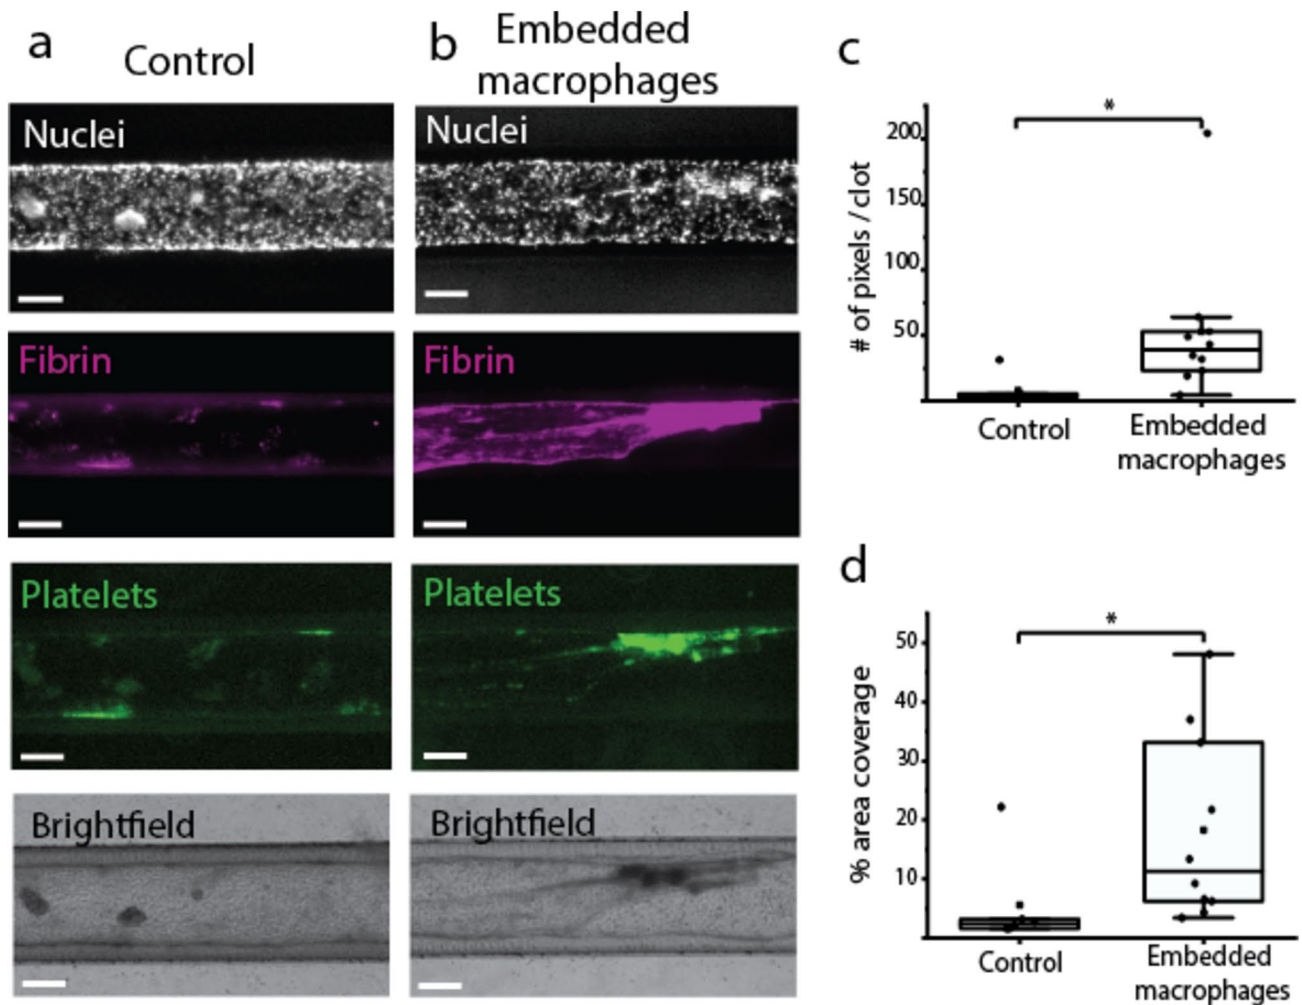 a
Control
Nuclei
Fibrin
Platelets
Brightfield
b
Embedded
macrophages
Nuclei
Fibrin
Platelets
Brightfield
c
*
# of pixels / clot
200
150
100
50
Control
Embedded
macrophages
d
*
% area coverage
50
40
30
20
10
Control
Embedded
macrophages